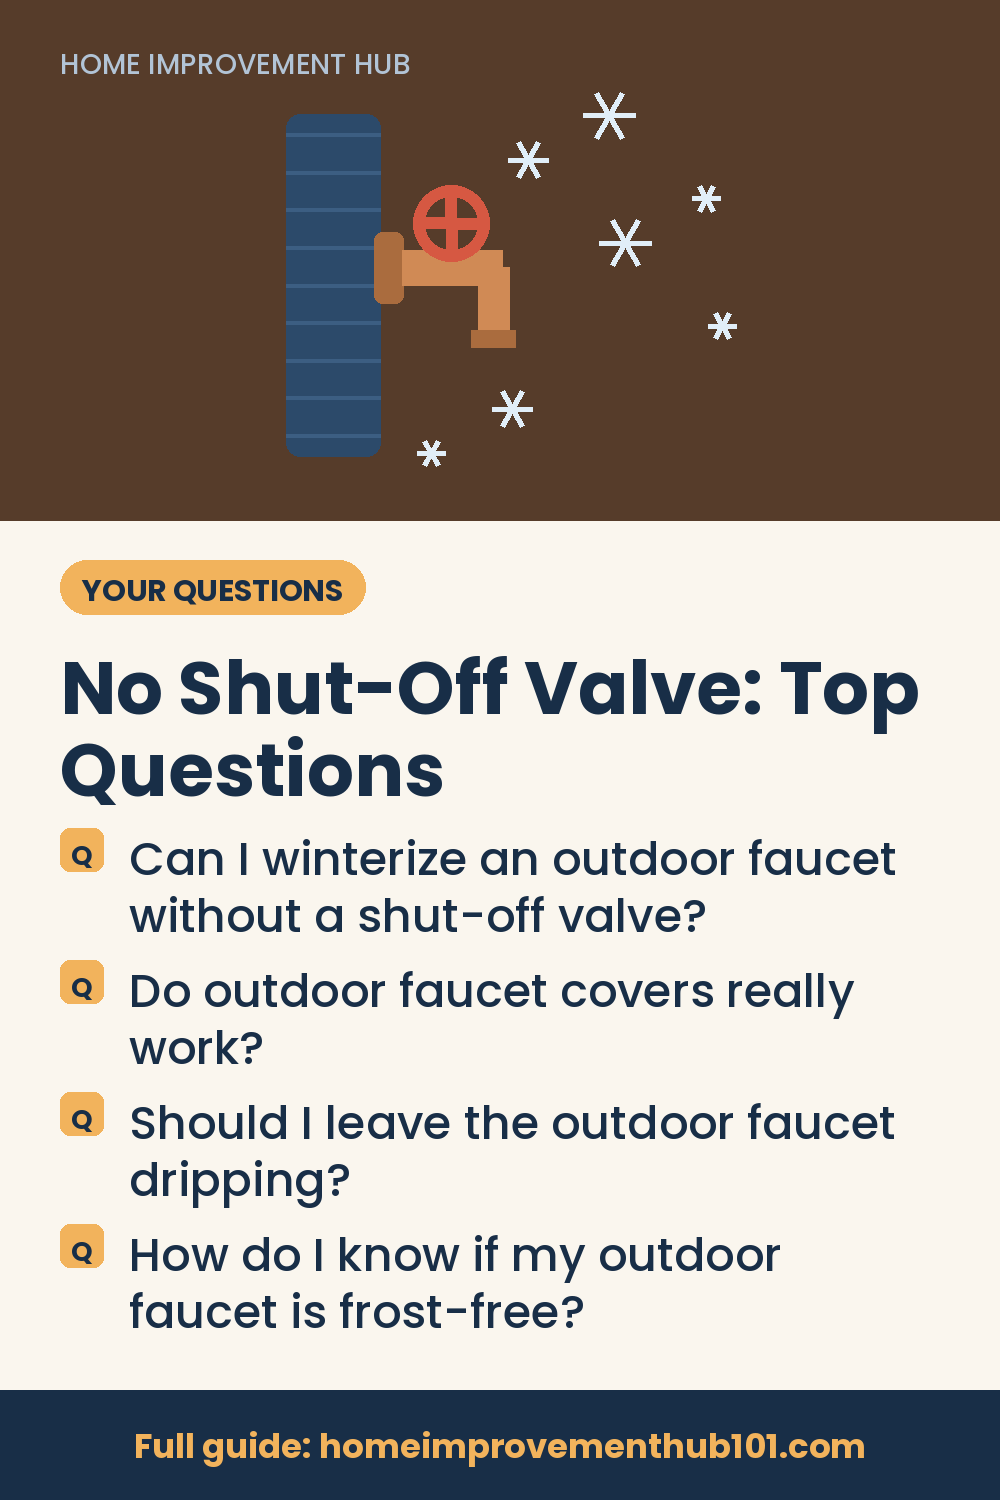 HOME IMPROVEMENT HUB
YOUR QUESTIONS
No Shut-Off Valve: Top
Questions
Q Can I winterize an outdoor faucet
without a shut-off valve?
Q Do outdoor faucet covers really
work?
Q Should I leave the outdoor faucet
dripping?
Q How do I know if my outdoor
faucet is frost-free?
Full guide: homeimprovementhub101.com